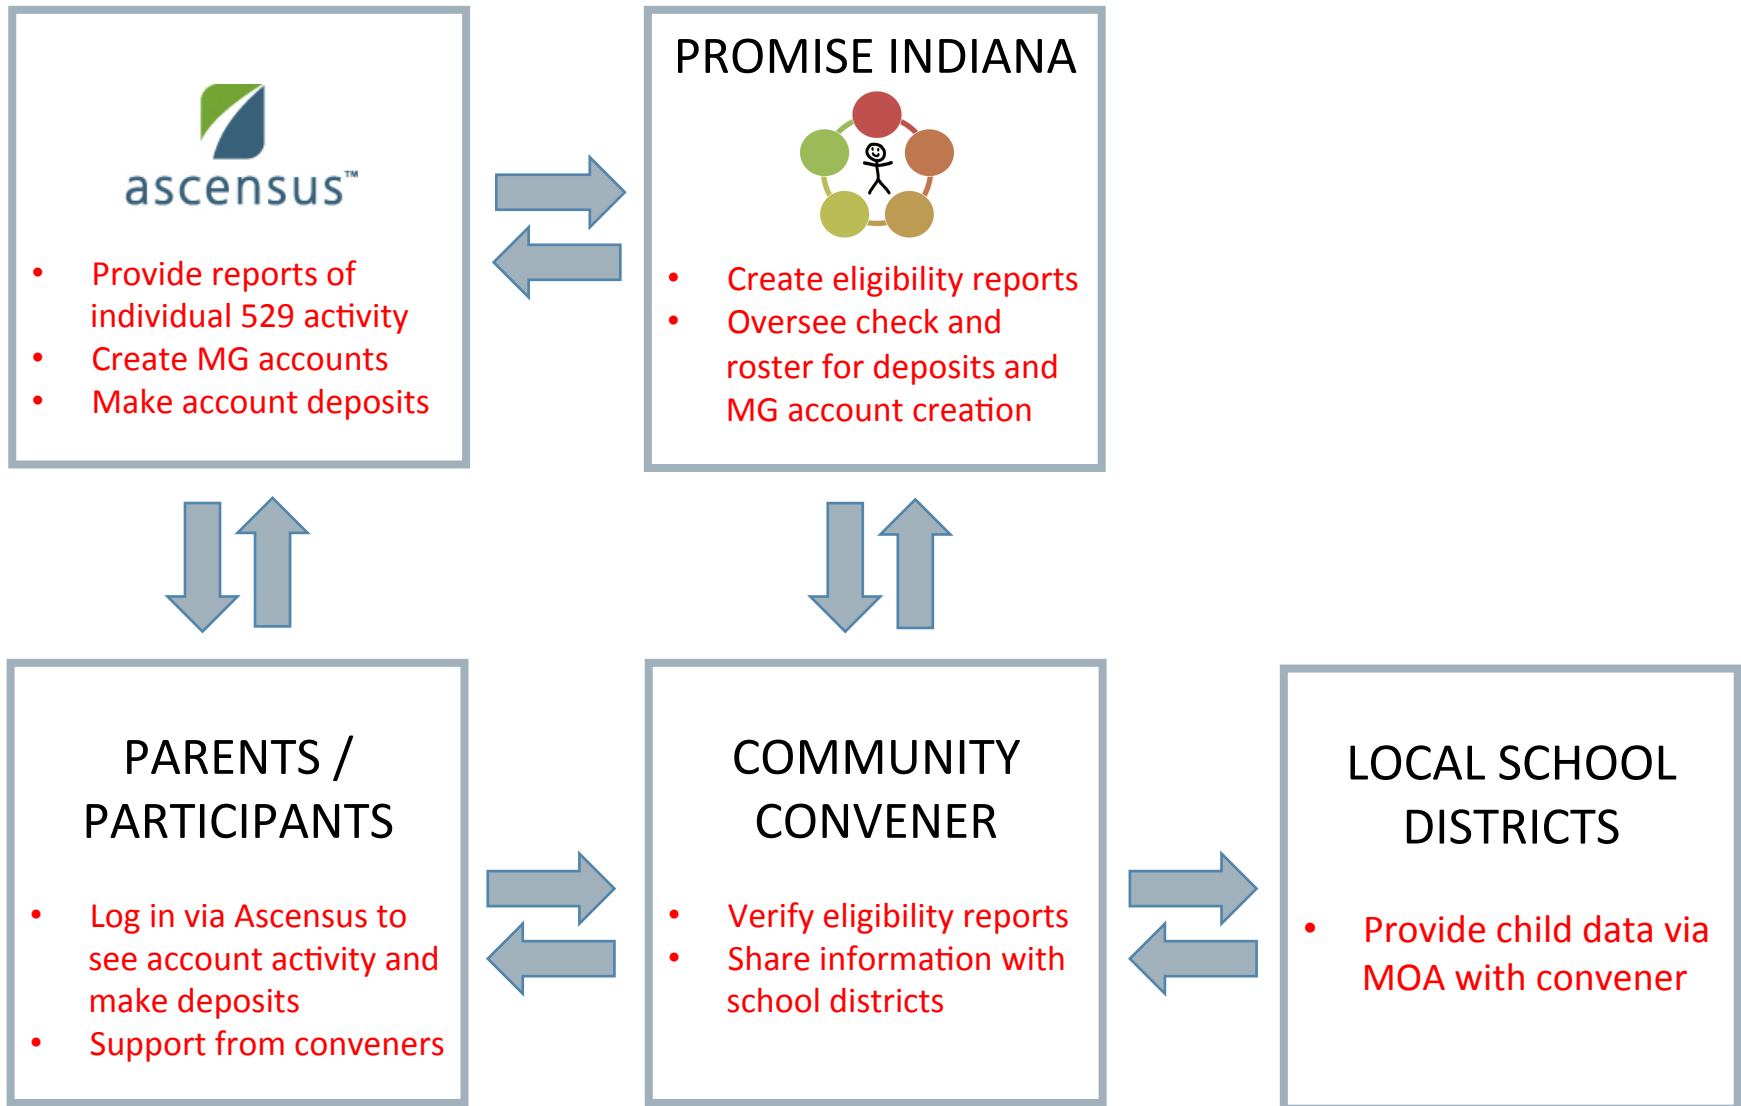 ascensus™
• Provide reports of
individual 529 activity
• Create MG accounts
• Make account deposits
PROMISE INDIANA
• Create eligibility reports
• Oversee check and
roster for deposits and
MG account creation
PARENTS /
PARTICIPANTS
• Log in via Ascensus to
see account activity and
make deposits
• Support from conveners
COMMUNITY
CONVENER
• Verify eligibility reports
• Share information with
school districts
LOCAL SCHOOL
DISTRICTS
• Provide child data via
MOA with convener